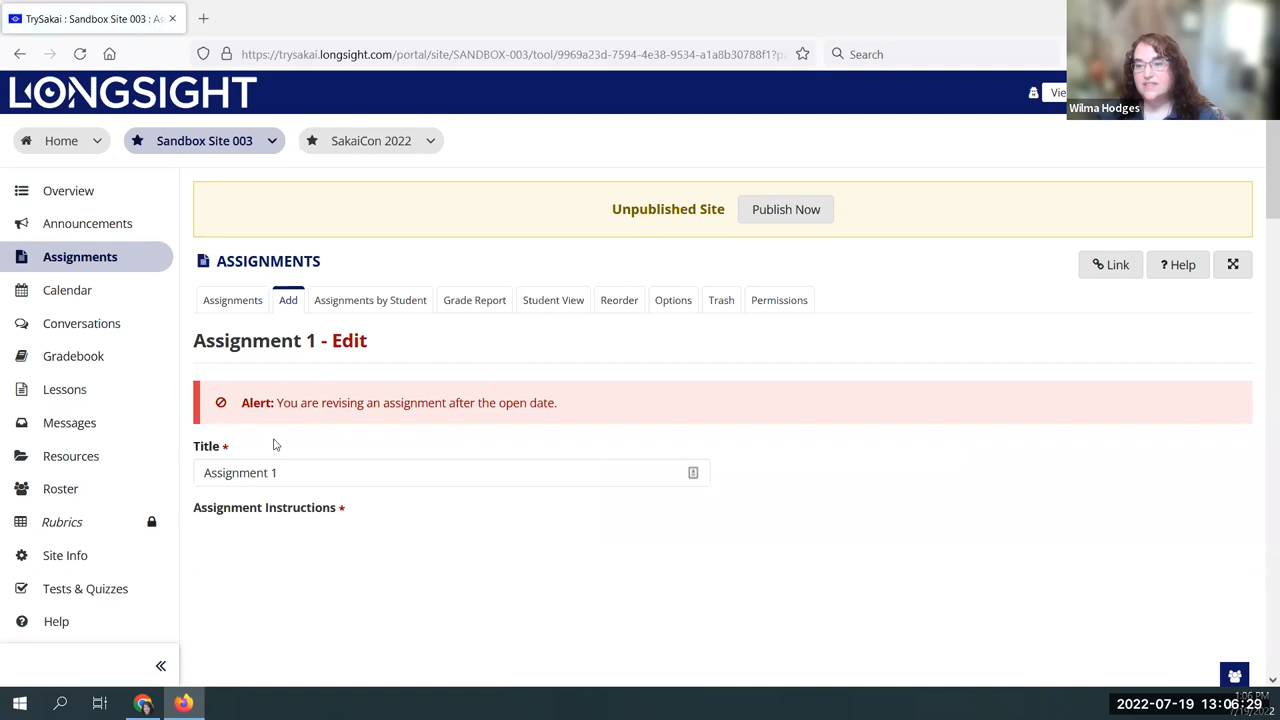 TrySakai : Sandbox Site 003 : As
https://trysakai.longsight.com/portal/site/SANDBOX-003/tool/9969a23d-7594-4e38-9534-a1a8b30788f1?p
Search
LONGSIGHT
Vie
Wilma Hodges
Home
Sandbox Site 003
SakaiCon 2022
Overview
Announcements
Assignments
Calendar
Conversations
Gradebook
Lessons
Messages
Resources
Roster
Rubrics
Site Info
Tests & Quizzes
Help
Unpublished Site
Publish Now
ASSIGNMENTS
Link
? Help
Assignments
Add
Assignments by Student
Grade Report
Student View
Reorder
Options
Trash
Permissions
Assignment 1 - Edit
Alert: You are revising an assignment after the open date.
Title *
Assignment 1
Assignment Instructions *
1:06 PM
2022-07-19 13:06:29